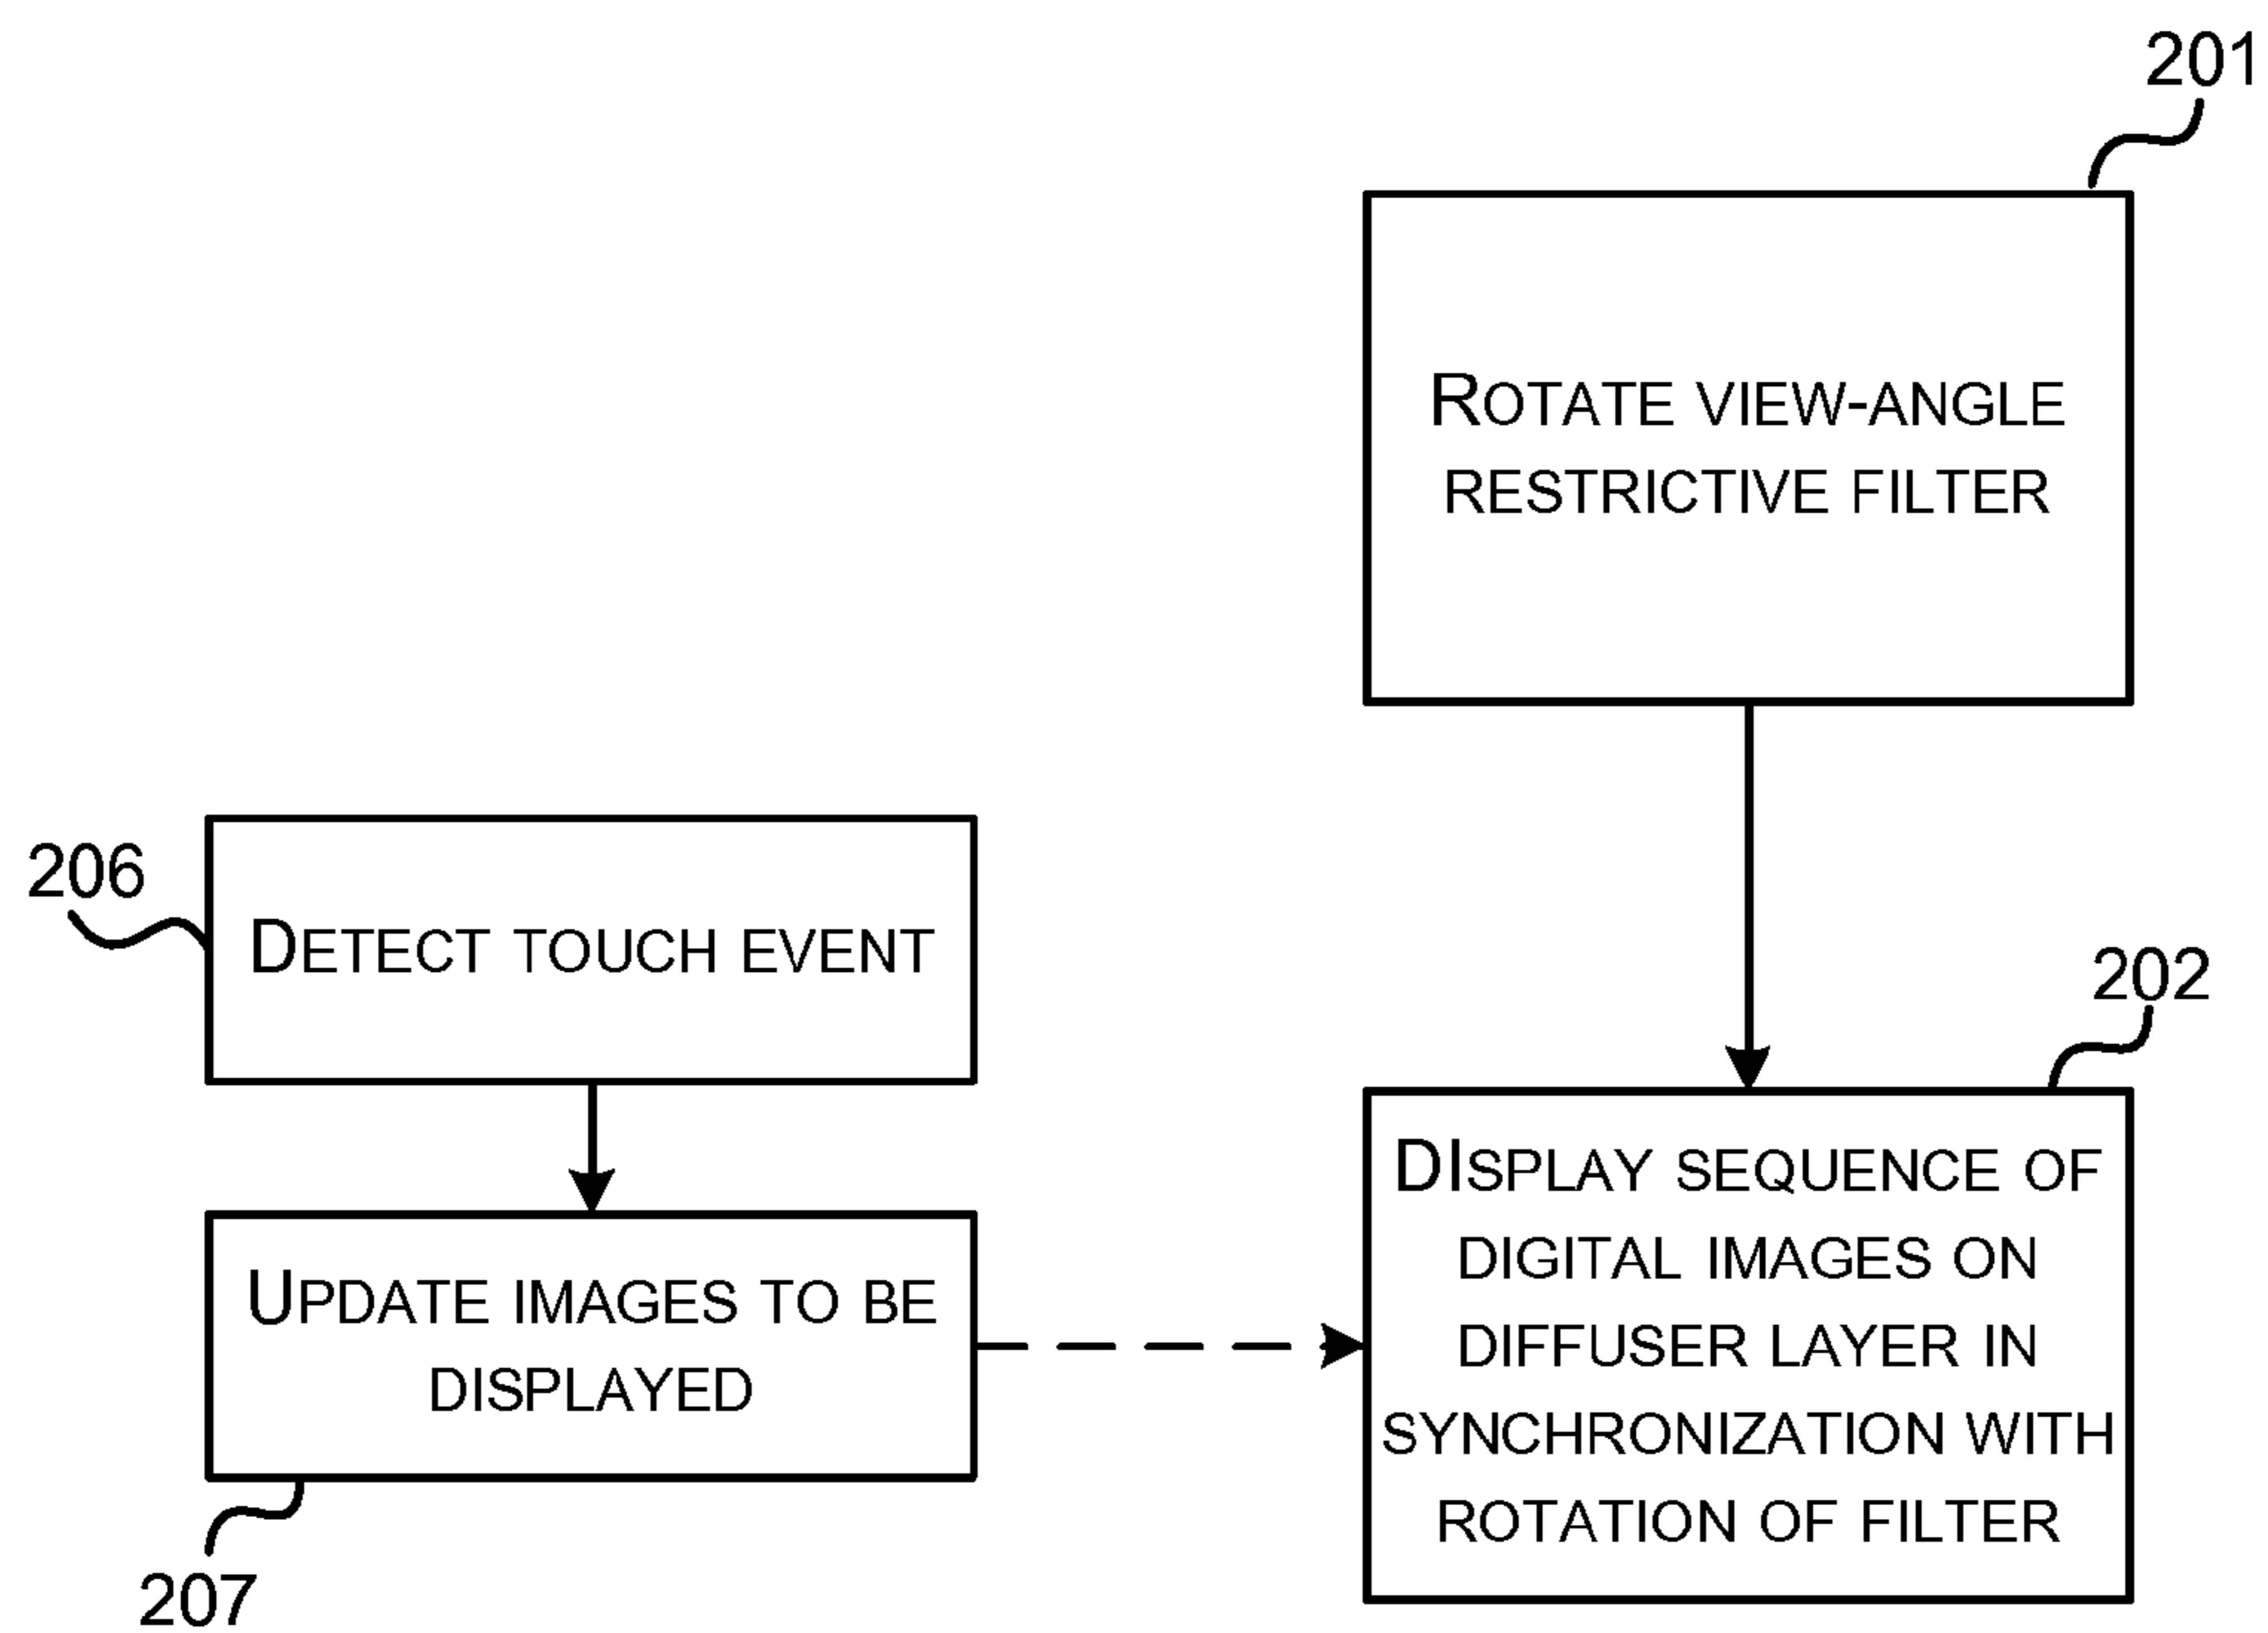 201
ROTATE VIEW-ANGLE
RESTRICTIVE FILTER
206
DETECT TOUCH EVENT
202
UPDATE IMAGES TO BE
DISPLAYED
207
DISPLAY SEQUENCE OF
DIGITAL IMAGES ON
DIFFUSER LAYER IN
SYNCHRONIZATION WITH
ROTATION OF FILTER